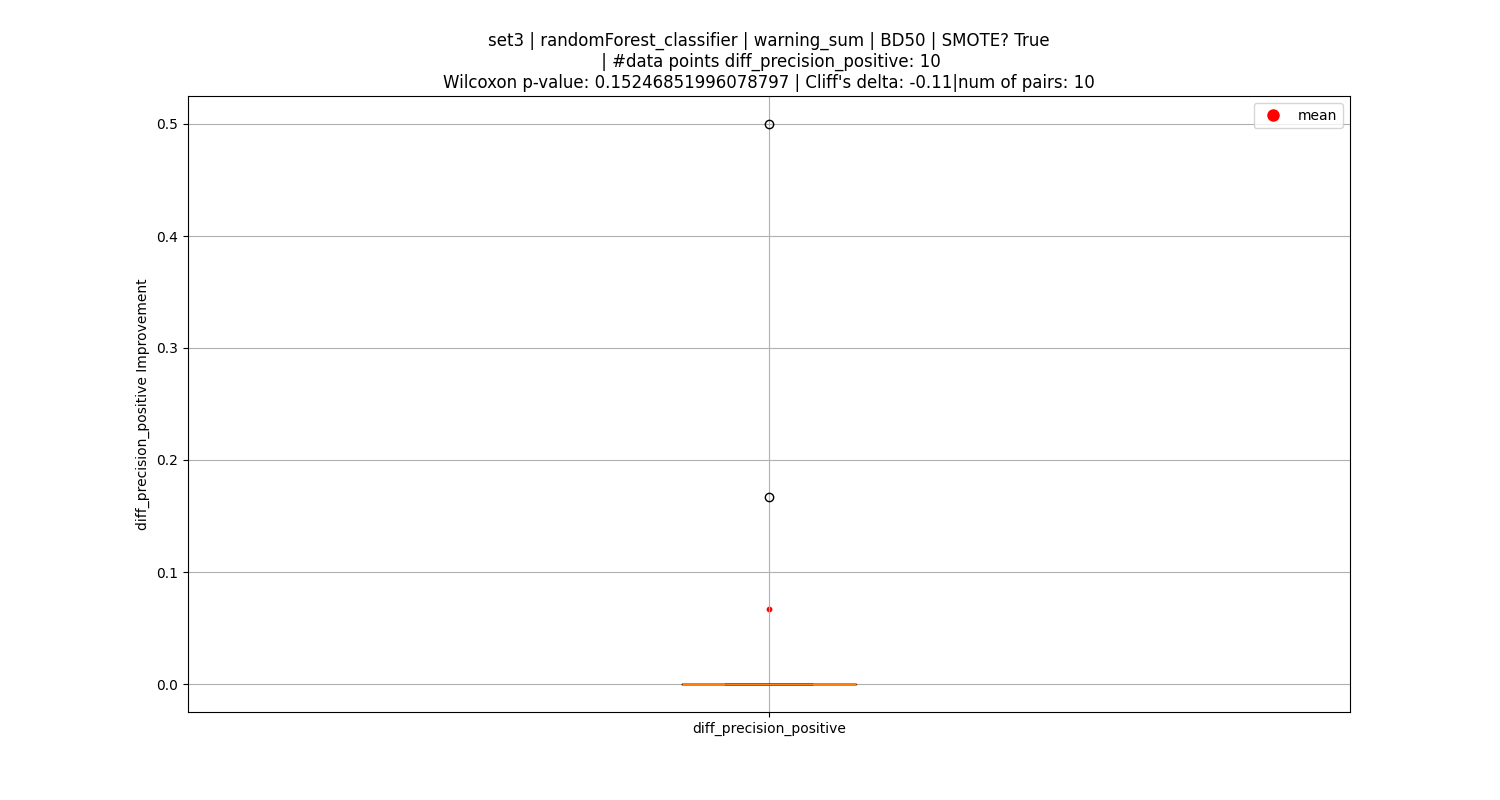 set3 | randomForest_classifier | warning_sum | BD50 | SMOTE? True
| #data points diff_precision_positive: 10
Wilcoxon p-value: 0.15246851996078797 | Cliff's delta: -0.11|num of pairs: 10
mean
0.5
0.4
0.3
0.2
0.1
0.0
diff_precision_positive Improvement
diff_precision_positive